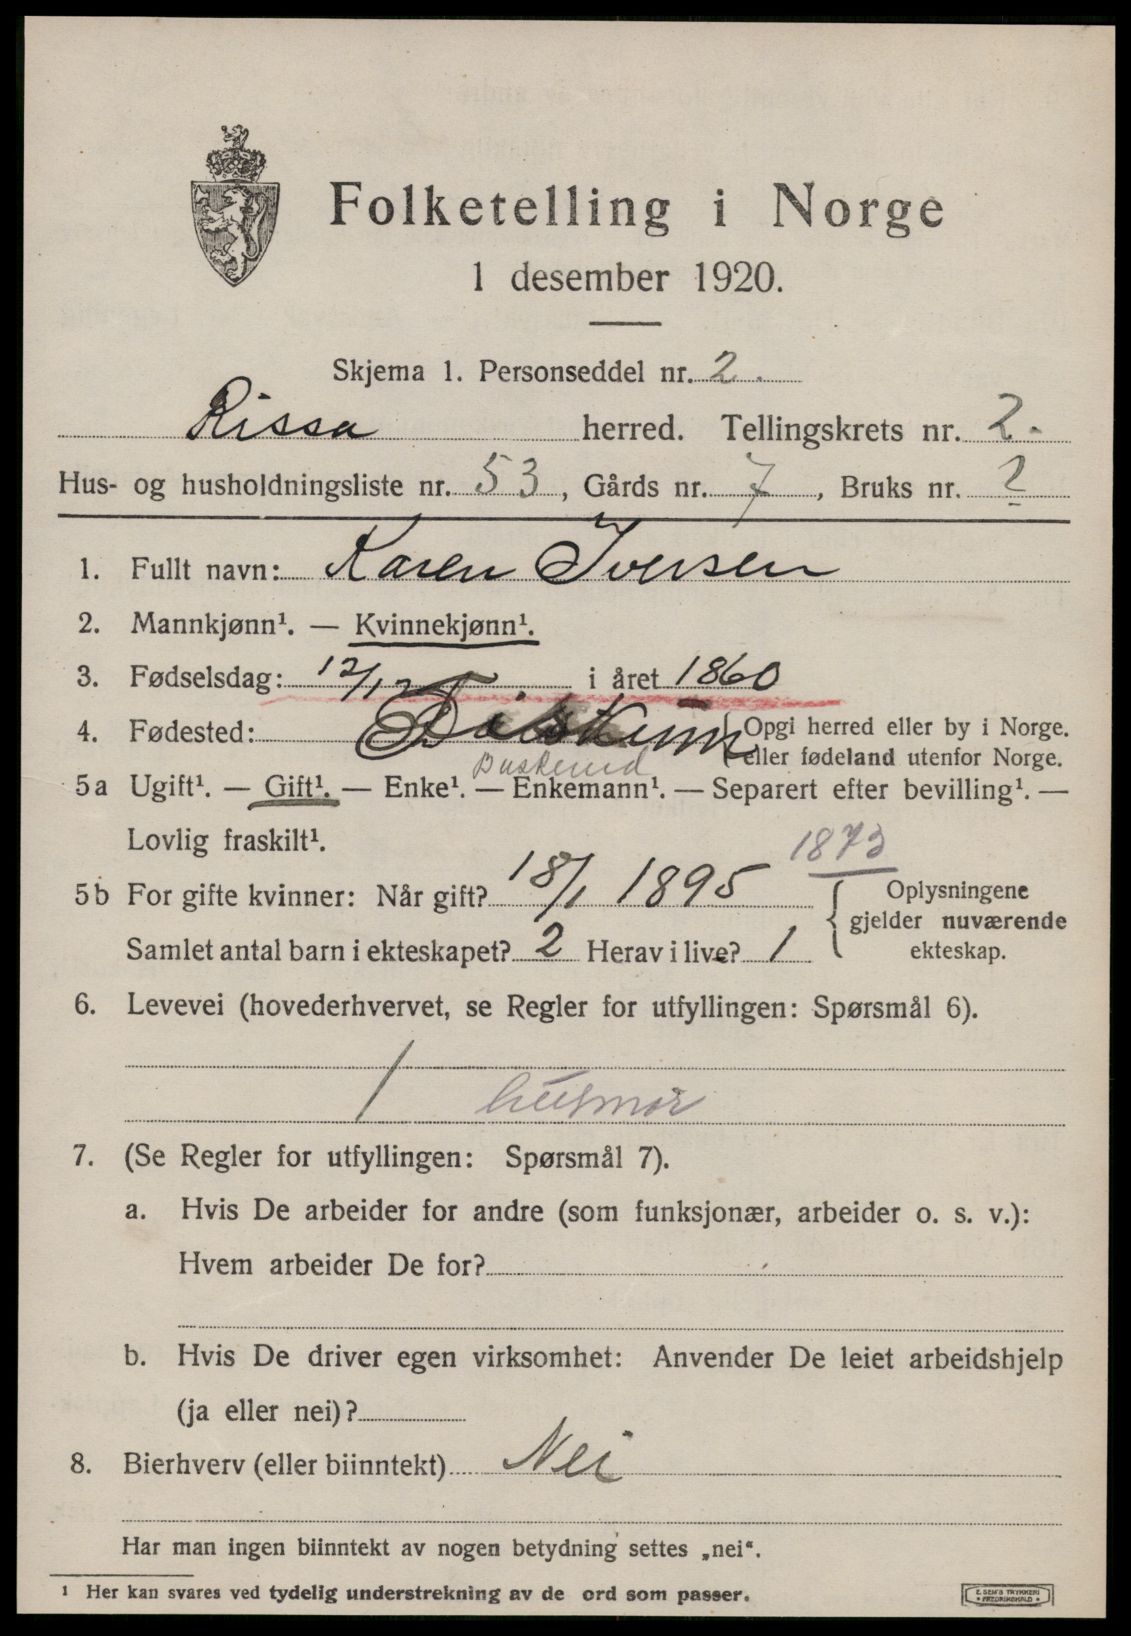 Folketelling i Norge
1 desember 1920.
Skjema 1. Personseddel nr. 2.
Rissa herred. Tellingskrets nr. 2.
Hus- og husholdningsliste nr. 53, Gårds nr. 7, Bruks nr. 2
1. Fullt navn: Karen Iversen
2. Mannkjønn¹. — Kvinnekjønn¹.
3. Fødselsdag: 12/12 i året 1860
4. Fødested: {Opgi herred eller by i Norge.
eller fødeland utenfor Norge.
Buskerud
5a Ugift¹. — Gift¹. — Enke¹. — Enkemann¹. — Separert efter bevilling¹. —
Lovlig fraskilt¹.
1873
5b For gifte kvinner: Når gift? 18/1 1895 { Oplysningene
gjelder nuværende
Samlet antal barn i ekteskapet? 2 Herav i live? 1 ekteskap.
6. Levevei (hovederhvervet, se Regler for utfyllingen: Spørsmål 6).
/ husmor
7. (Se Regler for utfyllingen: Spørsmål 7).
a. Hvis De arbeider for andre (som funksjonær, arbeider o. s. v.):
Hvem arbeider De for?
b. Hvis De driver egen virksomhet: Anvender De leiet arbeidshjelp
(ja eller nei)?
8. Bierhverv (eller biinntekt) Nei
Har man ingen biinntekt av nogen betydning settes „nei“.
¹ Her kan svares ved tydelig understrekning av de ord som passer.
E. SEM'S TRYKKERI
FREDRIKSHALD